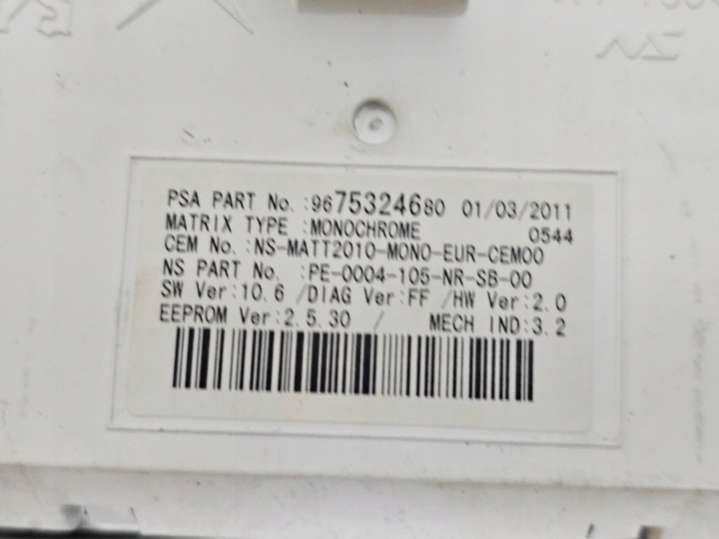 PSA PART No.:9675324680 01/03/2011
MATRIX TYPE :MONOCHROME 0544
CEM No.:NS-MATT2010-MONO-EUR-CEM00
NS PART No. :PE-0004-105-NR-SB-00
SW Ver:10.6 /DIAG Ver:FF /HW Ver:2.0
EEPROM Ver:2.5.30 / MECH IND:3.2